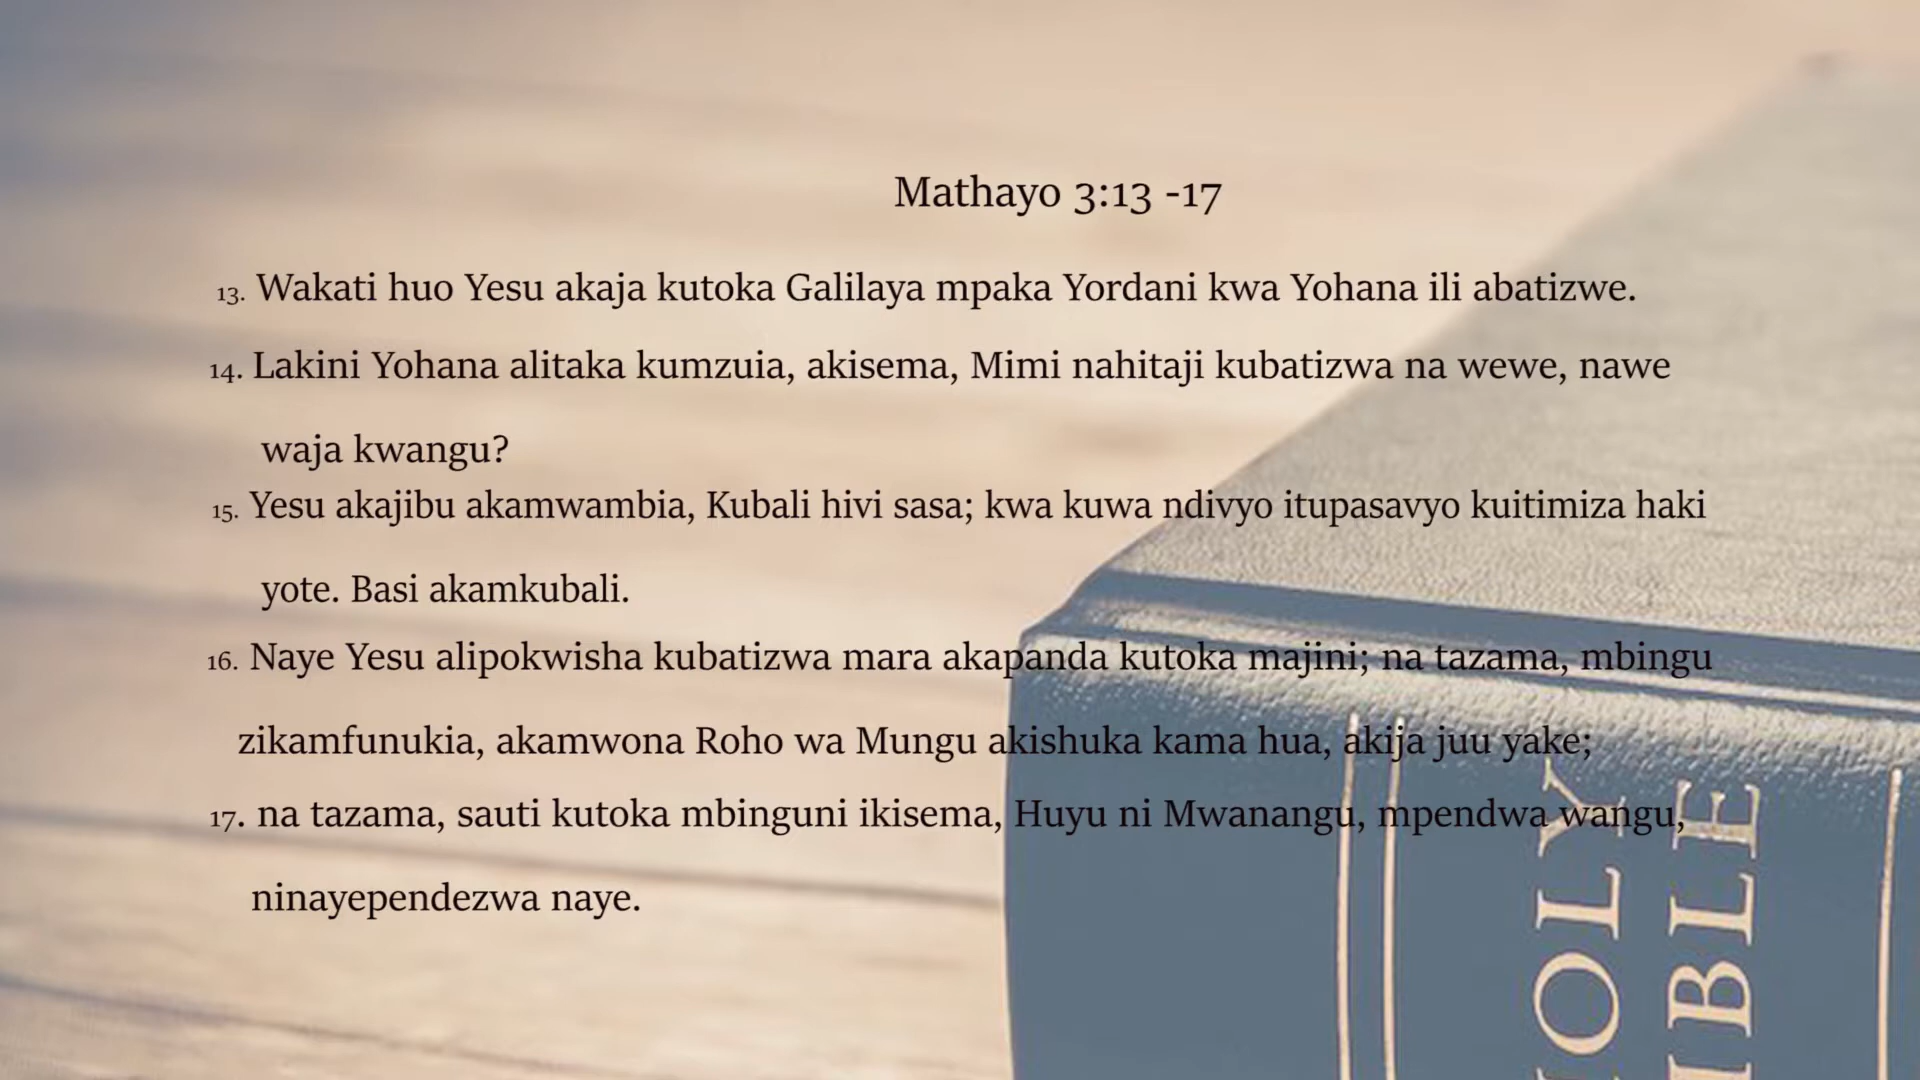 Mathayo 3:13 -17
13. Wakati huo Yesu akaja kutoka Galilaya mpaka Yordani kwa Yohana ili abatizwe.
14. Lakini Yohana alitaka kumzuia, akisema, Mimi nahitaji kubatizwa na wewe, nawe
waja kwangu?
15. Yesu akajibu akamwambia, Kubali hivi sasa; kwa kuwa ndivyo itupasavyo kuitimiza haki
yote. Basi akamkubali.
16. Naye Yesu alipokwisha kubatizwa mara akapanda kutoka majini; na tazama, mbingu
zikamfunukia, akamwona Roho wa Mungu akishuka kama hua, akija juu yake;
17. na tazama, sauti kutoka mbinguni ikisema, Huyu ni Mwanangu, mpendwa wangu,
ninayependezwa naye.
OLY
IBLE